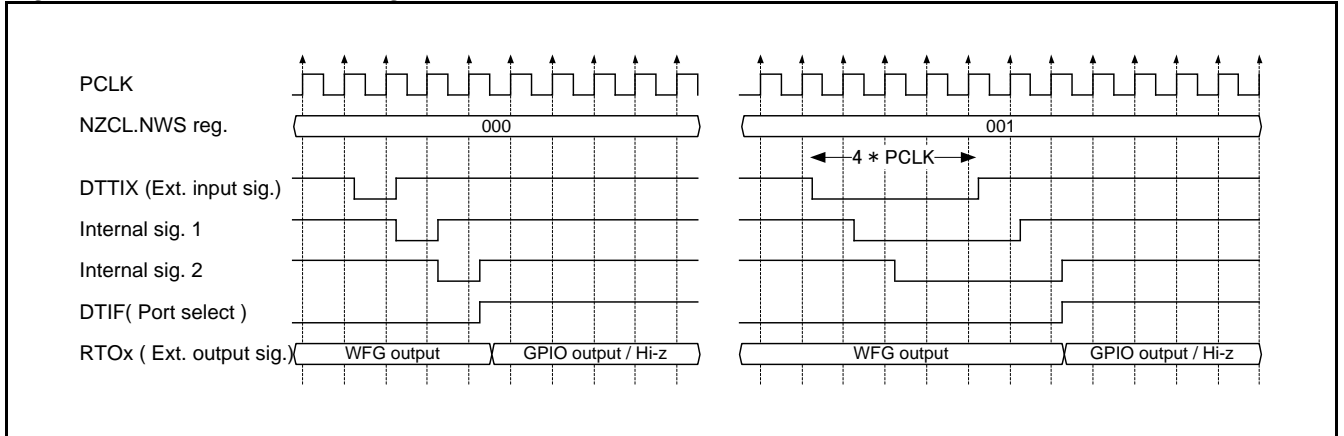 PCLK
NZCL.NWS reg. 000 001
4 * PCLK
DTTIX (Ext. input sig.)
Internal sig. 1
Internal sig. 2
DTIF( Port select )
RTOx ( Ext. output sig.) WFG output GPIO output / Hi-z WFG output GPIO output / Hi-z